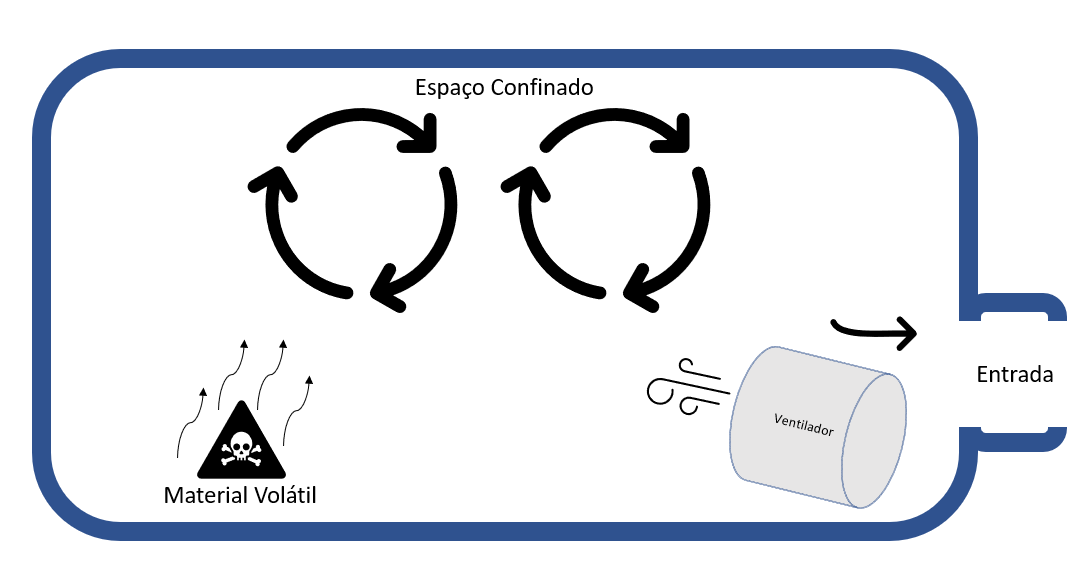 Espaço Confinado
Entrada
Ventilador
Material Volátil